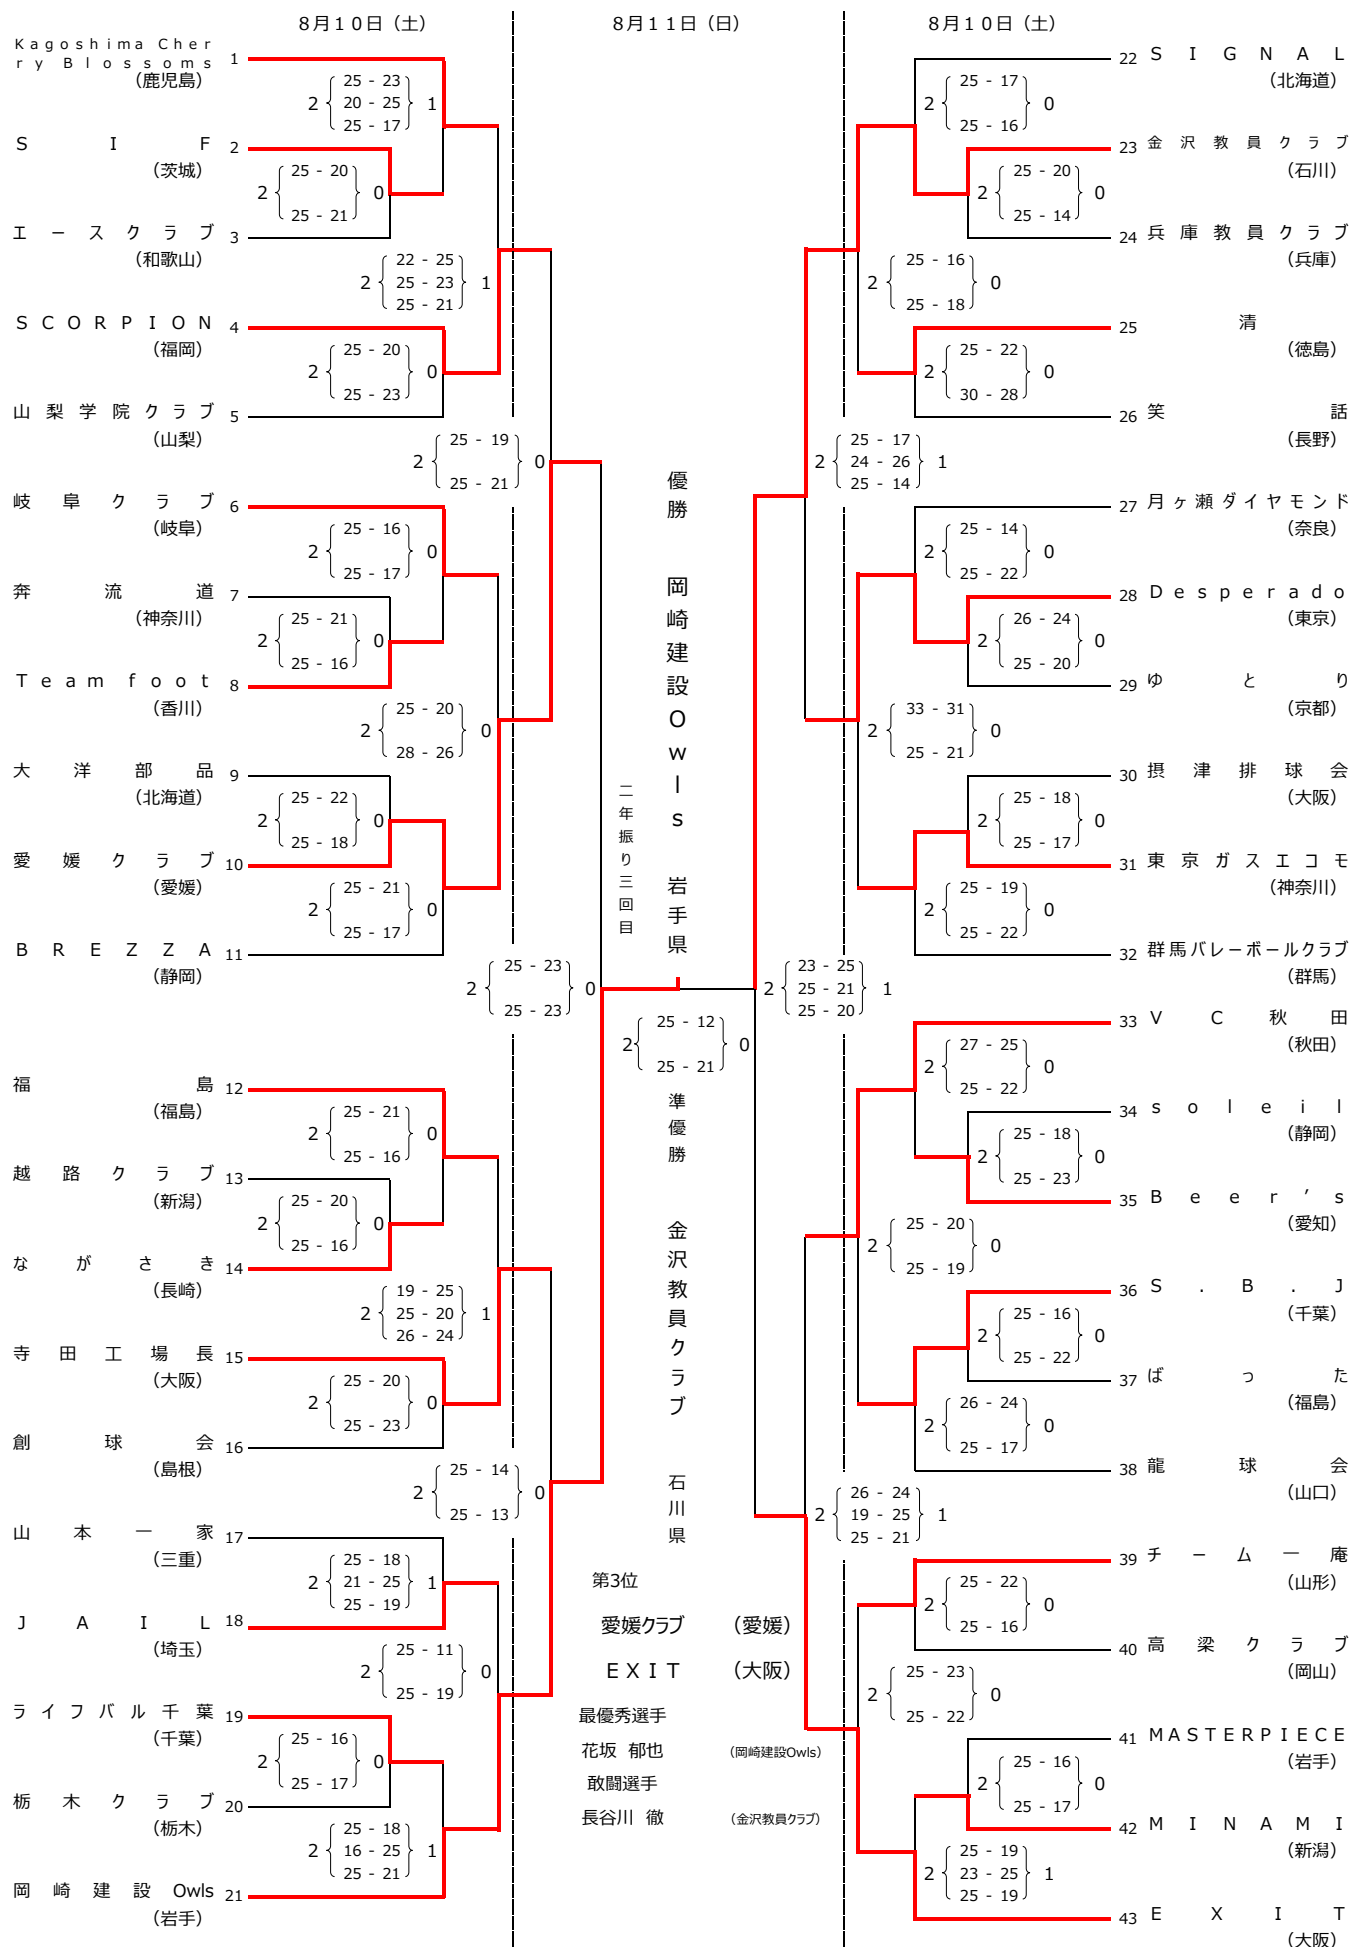 8月10日（土）
8月11日（日）
8月10日（土）
Kagoshima Cher
ry Blossoms 1
（鹿児島）
2 25 - 23 1
20 - 25
25 - 17
SIF 2
（茨城）
2 25 - 20 0
25 - 21
エースクラブ 3
（和歌山）
2 22 - 25 1
25 - 23
25 - 21
SCORPION 4
（福岡）
2 25 - 20 0
25 - 23
山梨学院クラブ 5
（山梨）
2 25 - 19 0
25 - 21
岐阜クラブ 6
（岐阜）
2 25 - 16 0
25 - 17
奔流道 7
（神奈川）
2 25 - 21 0
25 - 16
Team foot 8
（香川）
2 25 - 20 0
28 - 26
大洋部品 9
（北海道）
2 25 - 22 0
25 - 18
愛媛クラブ 10
（愛媛）
2 25 - 21 0
25 - 17
BREZZA 11
（静岡）
2 25 - 23 0
25 - 23
福島 12
（福島）
2 25 - 21 0
25 - 16
越路クラブ 13
（新潟）
2 25 - 20 0
25 - 16
ながさき 14
（長崎）
2 19 - 25 1
25 - 20
26 - 24
寺田工場長 15
（大阪）
2 25 - 20 0
25 - 23
創球会 16
（島根）
2 25 - 14 0
25 - 13
山本一家 17
（三重）
2 25 - 18 1
21 - 25
25 - 19
JAIL 18
（埼玉）
2 25 - 11 0
25 - 19
ライフバル千葉 19
（千葉）
2 25 - 16 0
25 - 17
栃木クラブ 20
（栃木）
2 25 - 18 1
16 - 25
25 - 21
岡崎建設 Owls 21
（岩手）
優勝 岡崎建設Owls 岩手県
二年振り三回目
2 25 - 12 0
25 - 21
準優勝 金沢教員クラブ 石川県
第3位
愛媛クラブ （愛媛）
EXIT （大阪）
最優秀選手
花坂 郁也 （岡崎建設Owls）
敢闘選手
長谷川 徹 （金沢教員クラブ）
22 SIGNAL
（北海道）
2 25 - 17 0
25 - 16
23 金沢教員クラブ
（石川）
2 25 - 20 0
25 - 14
24 兵庫教員クラブ
（兵庫）
2 25 - 16 0
25 - 18
25 清
（徳島）
2 25 - 22 0
30 - 28
26 笑話
（長野）
2 25 - 17 1
24 - 26
25 - 14
27 月ヶ瀬ダイヤモンド
（奈良）
2 25 - 14 0
25 - 22
28 Desperado
（東京）
2 26 - 24 0
25 - 20
29 ゆとり
（京都）
2 33 - 31 0
25 - 21
30 摂津排球会
（大阪）
2 25 - 18 0
25 - 17
31 東京ガスエコモ
（神奈川）
2 25 - 19 0
25 - 22
32 群馬バレーボールクラブ
（群馬）
2 23 - 25 1
25 - 21
25 - 20
33 VC秋田
（秋田）
2 27 - 25 0
25 - 22
34 soleil
（静岡）
2 25 - 18 0
25 - 23
35 Beer’s
（愛知）
2 25 - 20 0
25 - 19
36 S.B.J
（千葉）
2 25 - 16 0
25 - 22
37 ばった
（福島）
2 26 - 24 0
25 - 17
38 龍球会
（山口）
2 26 - 24 1
19 - 25
25 - 21
39 チーム一庵
（山形）
2 25 - 22 0
25 - 16
40 高梁クラブ
（岡山）
2 25 - 23 0
25 - 22
41 MASTERPIECE
（岩手）
2 25 - 16 0
25 - 17
42 MINAMI
（新潟）
2 25 - 19 1
23 - 25
25 - 19
43 EXIT
（大阪）